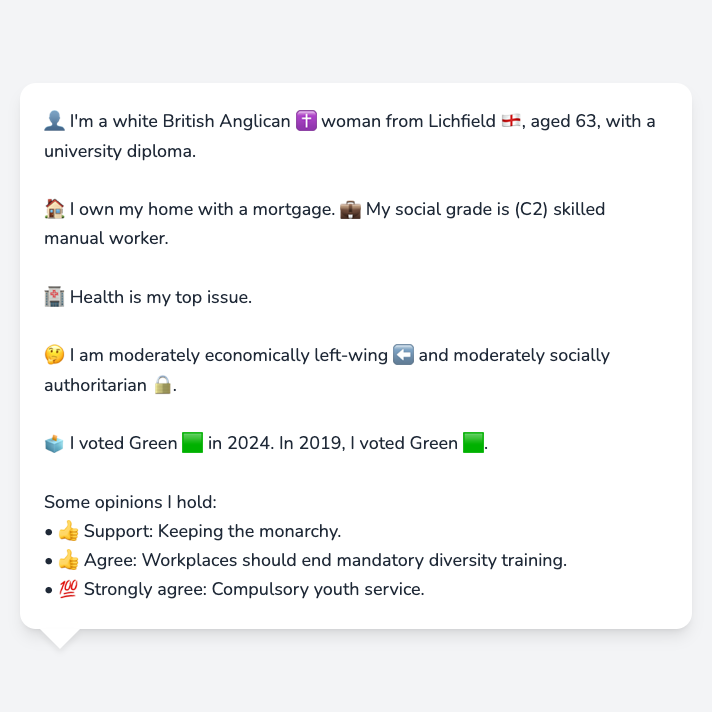 👤 I'm a white British Anglican ✝️ woman from Lichfield 🏴󠁧󠁢󠁥󠁮󠁧󠁿, aged 63, with a
university diploma.
🏠 I own my home with a mortgage. 💼 My social grade is (C2) skilled
manual worker.
🏥 Health is my top issue.
🤔 I am moderately economically left-wing ⬅️ and moderately socially
authoritarian 🔒.
🗳️ I voted Green 🟩 in 2024. In 2019, I voted Green 🟩.
Some opinions I hold:
• 👍 Support: Keeping the monarchy.
• 👍 Agree: Workplaces should end mandatory diversity training.
• 💯 Strongly agree: Compulsory youth service.